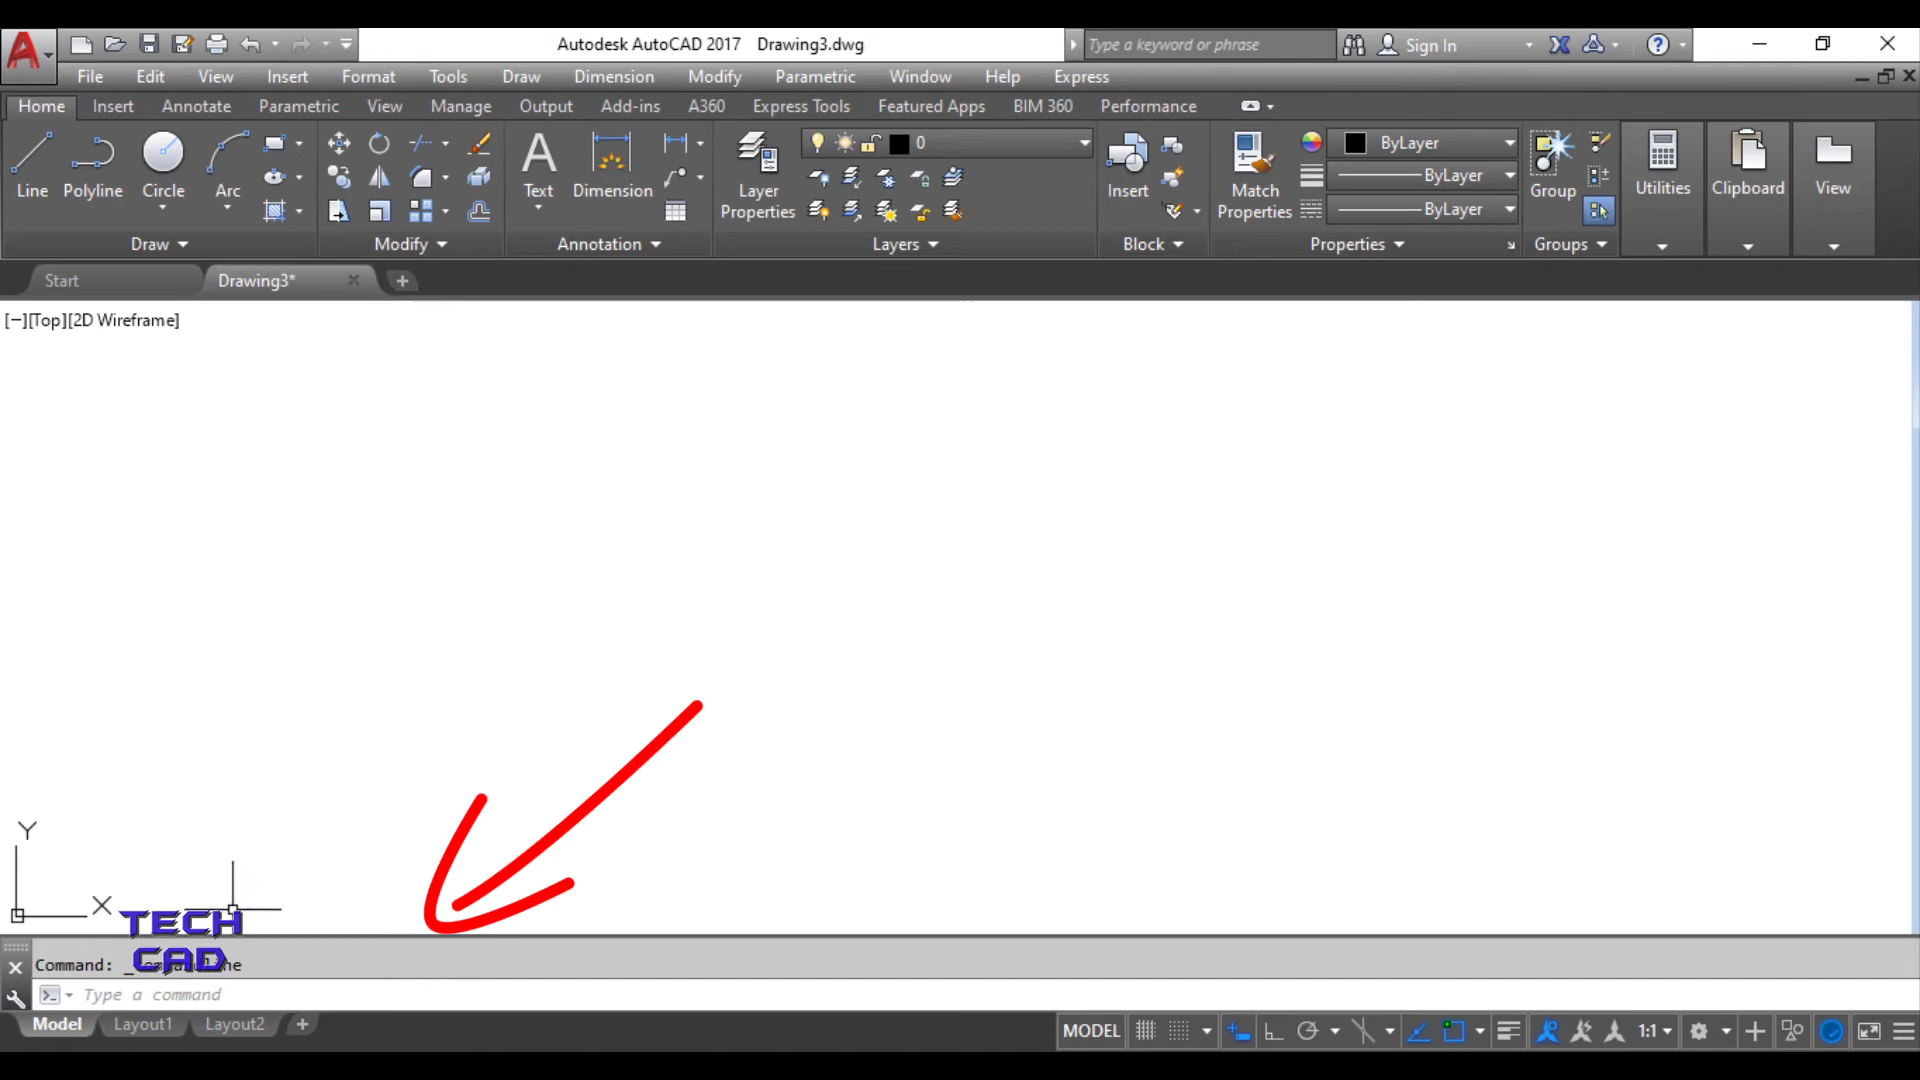 Autodesk AutoCAD 2017 Drawing3.dwg
Type a keyword or phrase
Sign In
File Edit View Insert Format Tools Draw Dimension Modify Parametric Window Help Express
Home Insert Annotate Parametric View Manage Output Add-ins A360 Express Tools Featured Apps BIM 360 Performance
0
ByLayer
Line Polyline Circle Arc
Text Dimension
Layer Properties
Insert
Match Properties
ByLayer
ByLayer
Group
Utilities Clipboard View
Draw Modify Annotation Layers Block Properties Groups
Start Drawing3*
[−][Top][2D Wireframe]
Y
X
TECH
CAD
Command:
Type a command
Model Layout1 Layout2
MODEL
1:1